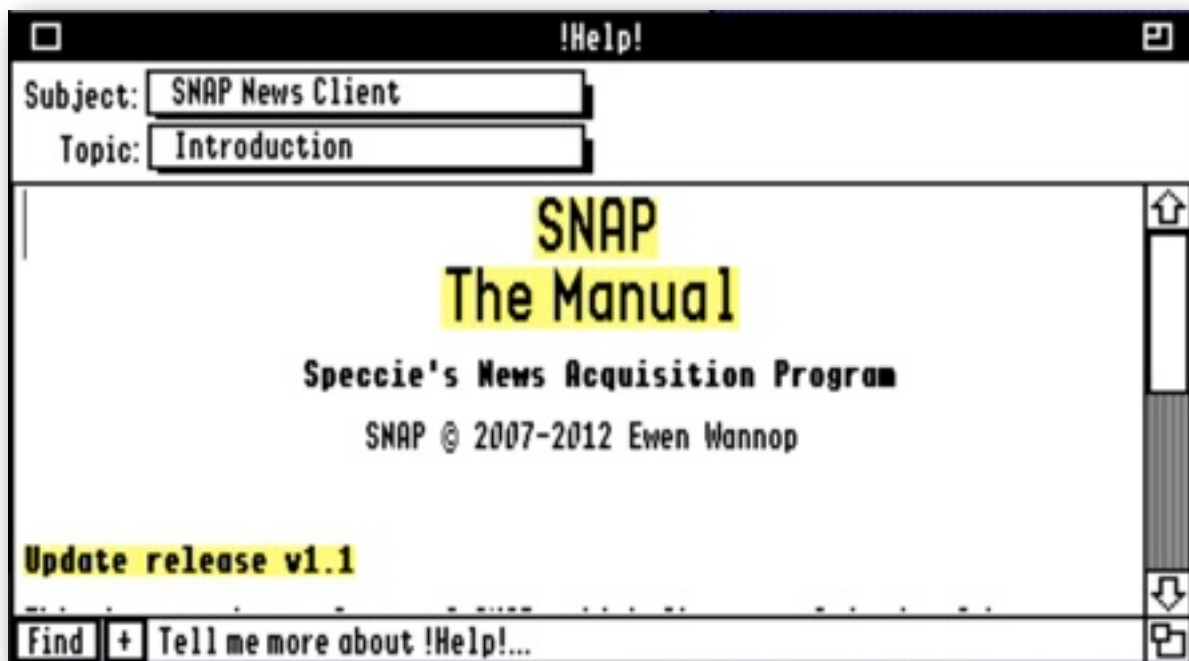 !Help!
Subject: SNAP News Client
Topic: Introduction
SNAP
The Manual
Speccie's News Acquisition Program
SNAP © 2007-2012 Ewen Wannop
Update release v1.1
Find + Tell me more about !Help!...